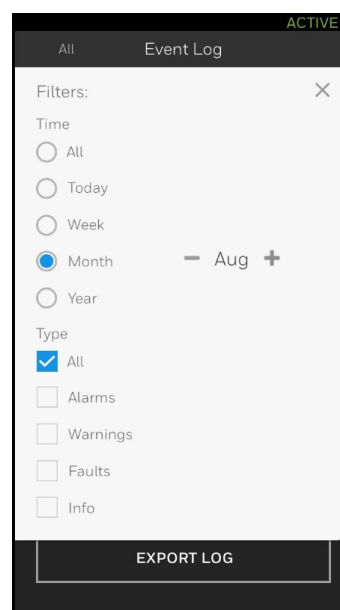 ACTIVE
All Event Log
Filters:
Time
All
Today
Week
Month Aug
Year
Type
All
Alarms
Warnings
Faults
Info
EXPORT LOG